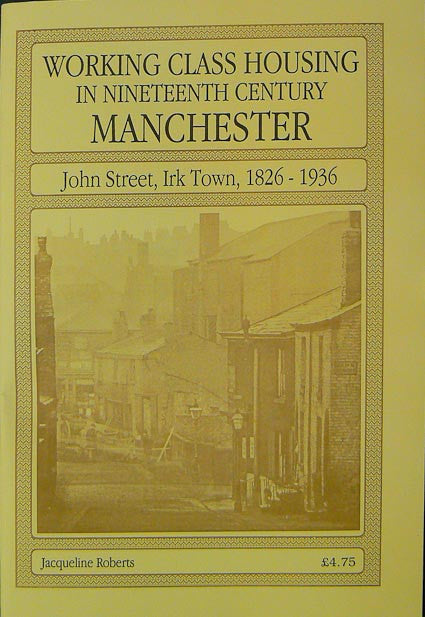 WORKING CLASS HOUSING
IN NINETEENTH CENTURY
MANCHESTER
John Street, Irk Town, 1826 - 1936
Jacqueline Roberts
£4.75